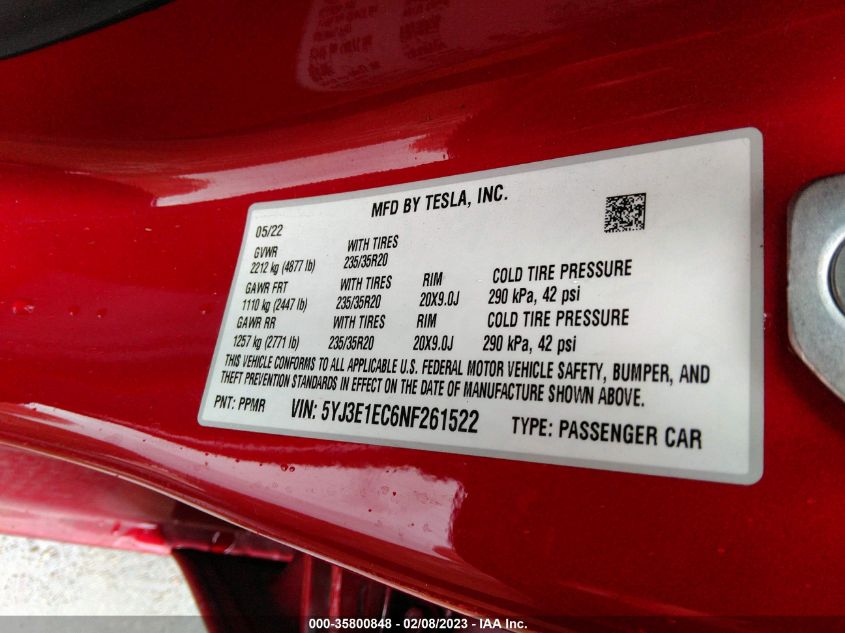 MFD BY TESLA, INC.
05/22
GVWR WITH TIRES
2212 kg (4877 lb) 235/35R20
GAWR FRT WITH TIRES RIM COLD TIRE PRESSURE
1110 kg (2447 lb) 235/35R20 20X9.0J 290 kPa, 42 psi
GAWR RR WITH TIRES RIM COLD TIRE PRESSURE
1257 kg (2771 lb) 235/35R20 20X9.0J 290 kPa, 42 psi
THIS VEHICLE CONFORMS TO ALL APPLICABLE U.S. FEDERAL MOTOR VEHICLE SAFETY, BUMPER, AND
THEFT PREVENTION STANDARDS IN EFFECT ON THE DATE OF MANUFACTURE SHOWN ABOVE.
PNT: PPMR VIN: 5YJ3E1EC6NF261522 TYPE: PASSENGER CAR
000-35800848 - 02/08/2023 - IAA Inc.